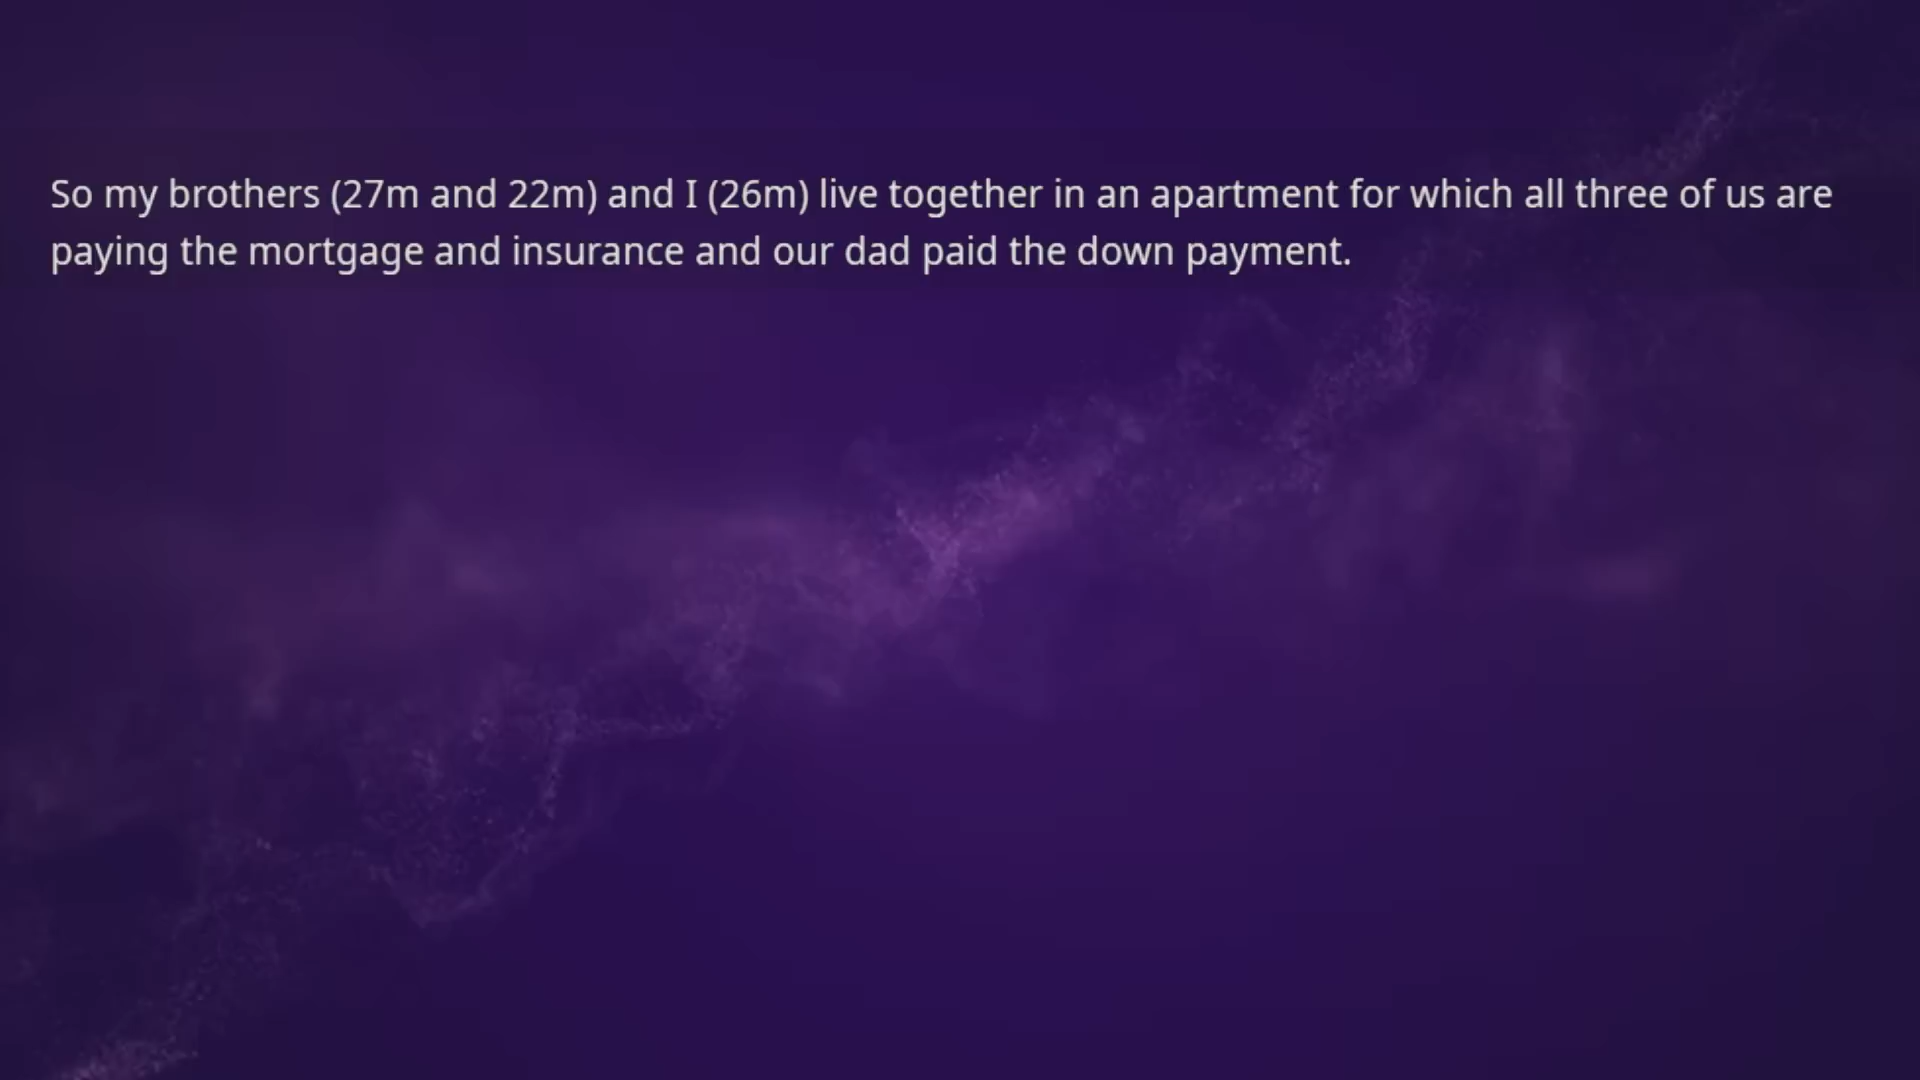 So my brothers (27m and 22m) and I (26m) live together in an apartment for which all three of us are
paying the mortgage and insurance and our dad paid the down payment.